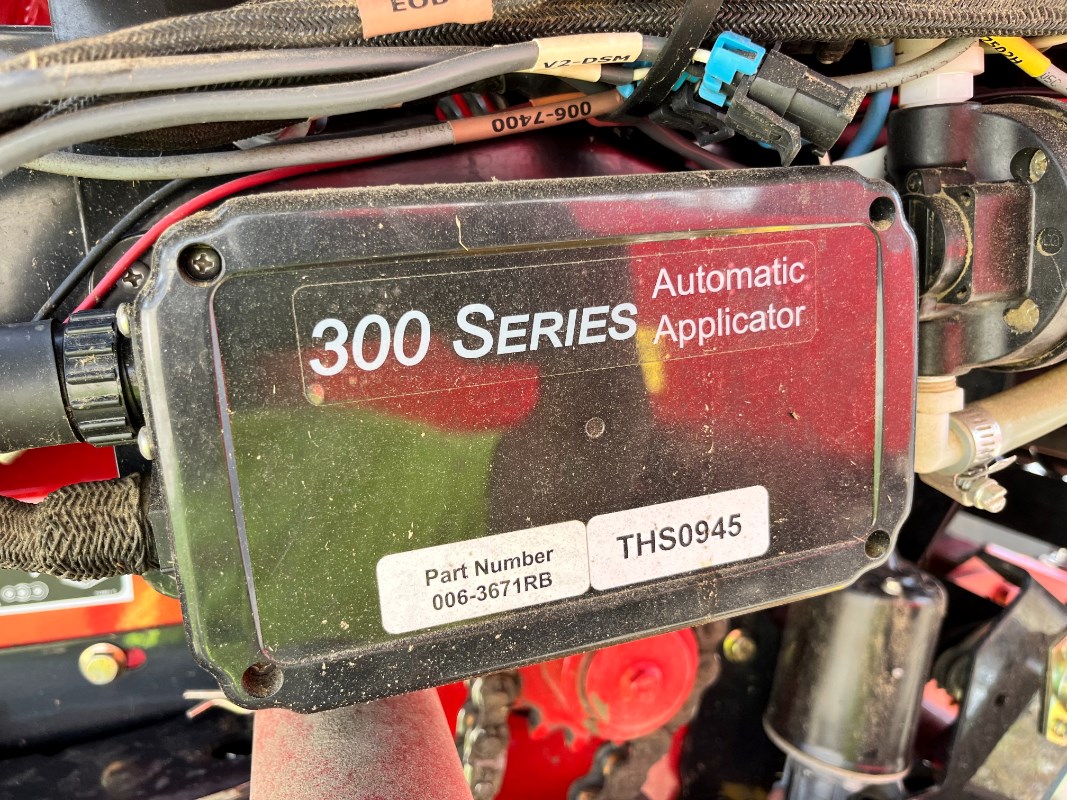 EOB
V2-DSM
006-7400
300 SERIES
Automatic
Applicator
Part Number
006-3671RB
THS0945